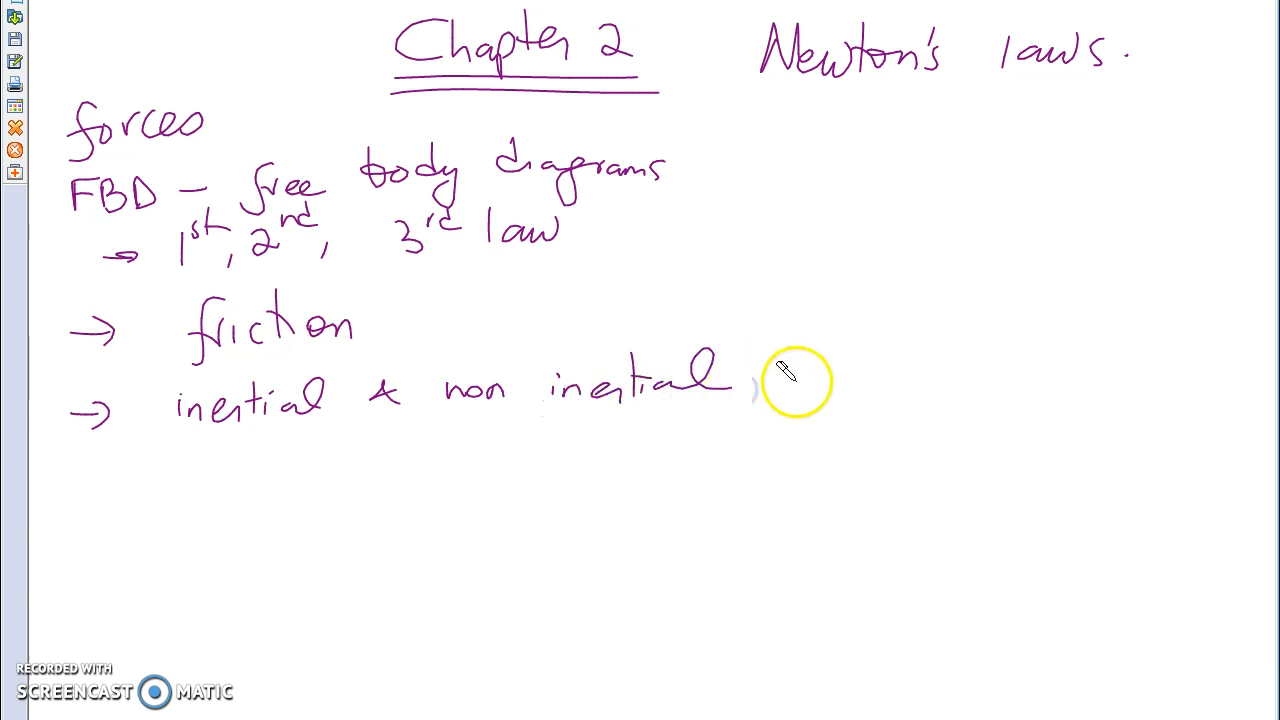 Chapter 2 Newton's laws.
forces
FBD - free body diagrams
→ 1st, 2nd, 3rd law
→ friction
→ inertial & non inertial
RECORDED WITH
SCREENCAST MATIC